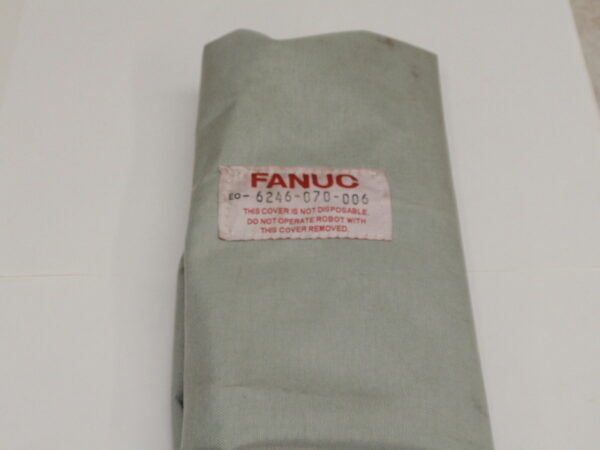 FANUC
EO-6246-070-006
THIS COVER IS NOT DISPOSABLE.
DO NOT OPERATE ROBOT WITH
THIS COVER REMOVED.